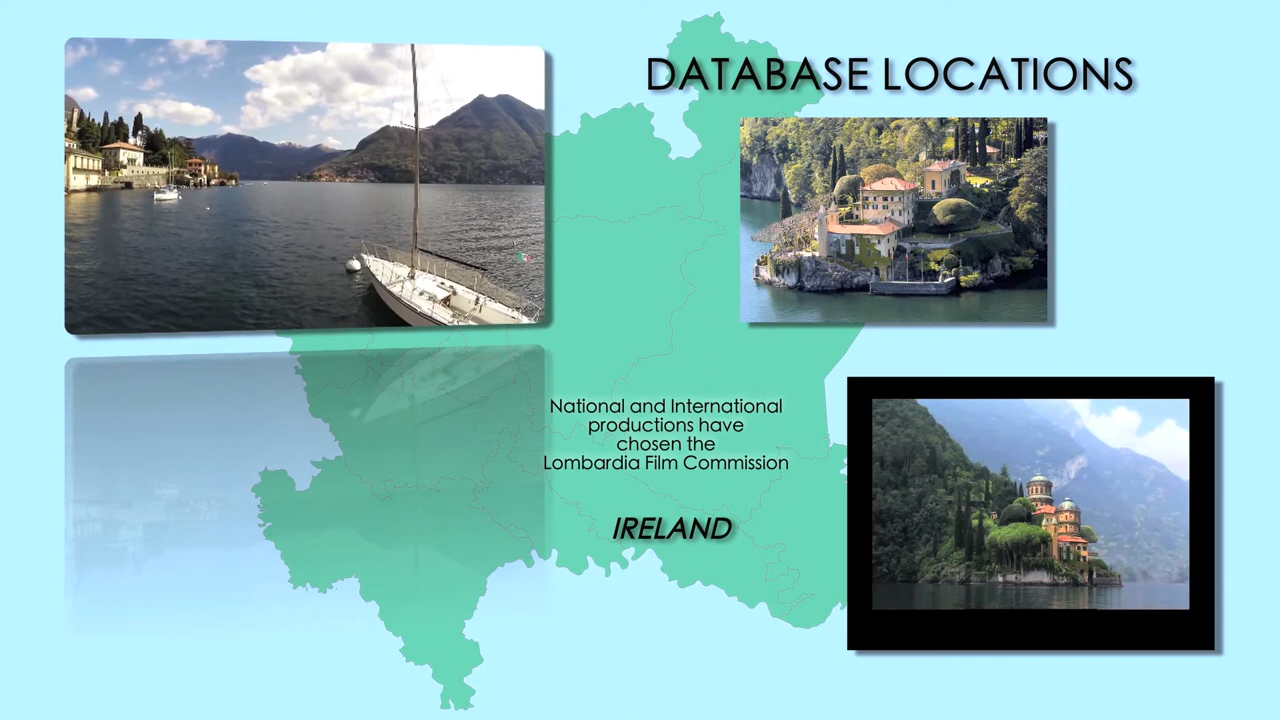 DATABASE LOCATIONS
National and International
productions have
chosen the
Lombardia Film Commission
IRELAND